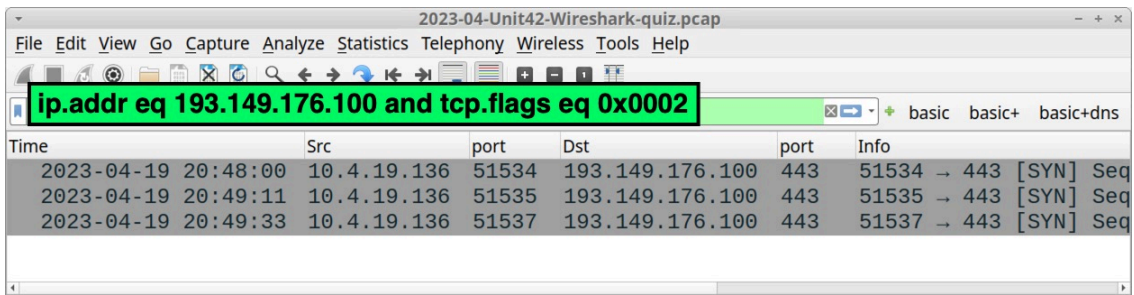 2023-04-Unit42-Wireshark-quiz.pcap
File Edit View Go Capture Analyze Statistics Telephony Wireless Tools Help
ip.addr eq 193.149.176.100 and tcp.flags eq 0x0002 basic basic+ basic+dns
Time Src port Dst port Info
2023-04-19 20:48:00 10.4.19.136 51534 193.149.176.100 443 51534 → 443 [SYN] Seq
2023-04-19 20:49:11 10.4.19.136 51535 193.149.176.100 443 51535 → 443 [SYN] Seq
2023-04-19 20:49:33 10.4.19.136 51537 193.149.176.100 443 51537 → 443 [SYN] Seq